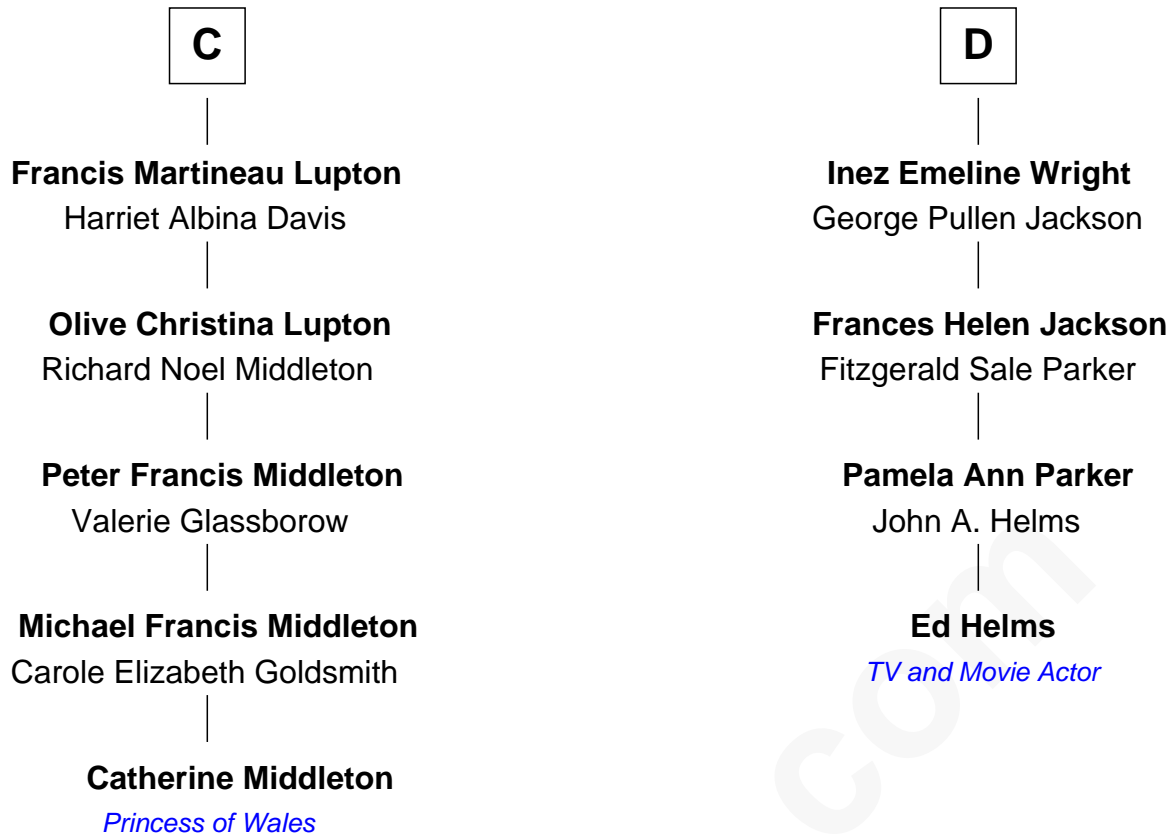 C
Francis Martineau Lupton
Harriet Albina Davis
Olive Christina Lupton
Richard Noel Middleton
Peter Francis Middleton
Valerie Glassborow
Michael Francis Middleton
Carole Elizabeth Goldsmith
Catherine Middleton
Princess of Wales
D
Inez Emeline Wright
George Pullen Jackson
Frances Helen Jackson
Fitzgerald Sale Parker
Pamela Ann Parker
John A. Helms
Ed Helms
TV and Movie Actor
com